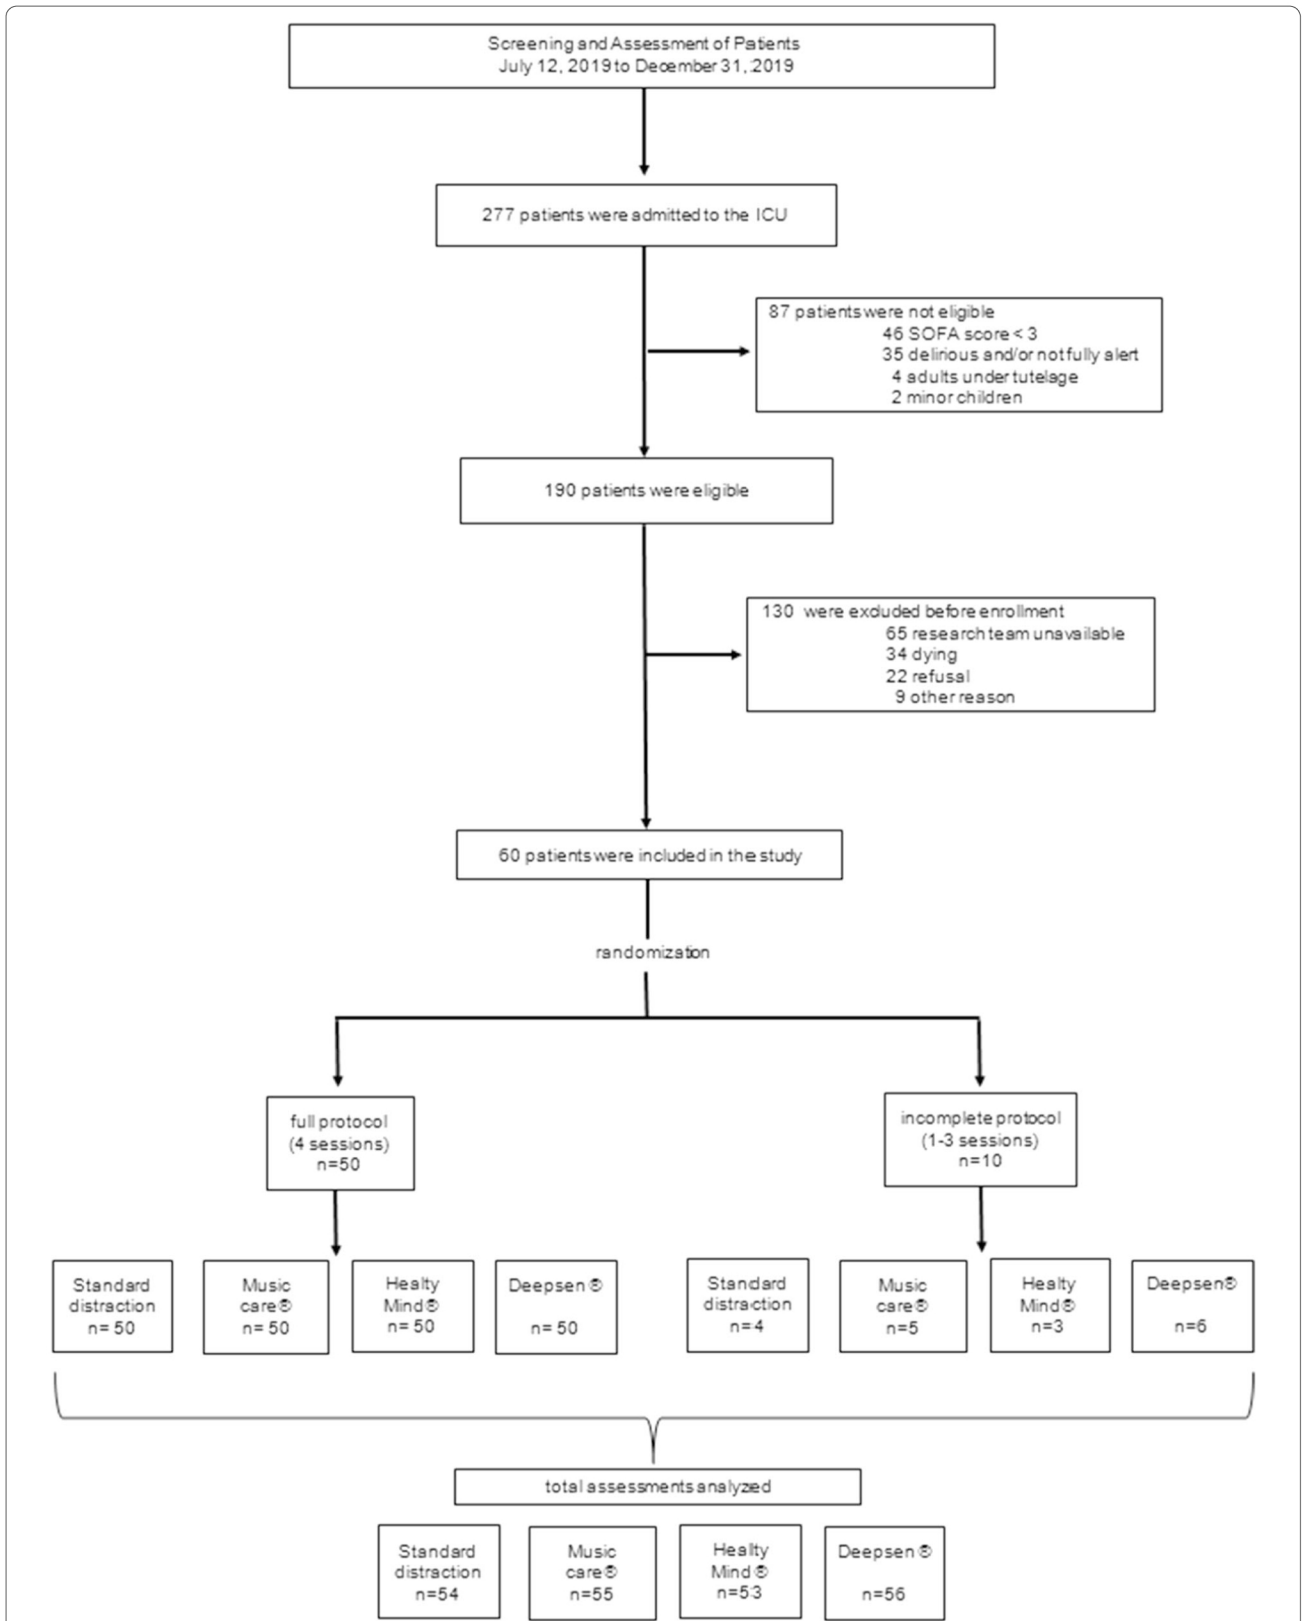 Screening and Assessment of Patients
July 12, 2019 to December 31, 2019
277 patients were admitted to the ICU
87 patients were not eligible
46 SOFA score < 3
35 delirious and/or not fully alert
4 adults under tutelage
2 minor children
190 patients were eligible
130 were excluded before enrollment
65 research team unavailable
34 dying
22 refusal
9 other reason
60 patients were included in the study
randomization
full protocol
(4 sessions)
n=50
incomplete protocol
(1-3 sessions)
n=10
Standard
distraction
n= 50
Music
care®
n= 50
Healty
Mind®
n= 50
Deepsen ®
n= 50
Standard
distraction
n=4
Music
care®
n=5
Healty
Mind®
n=3
Deepsen®
n=6
total assessments analyzed
Standard
distraction
n=54
Music
care®
n=55
Healty
Mind®
n=53
Deepsen ®
n=56